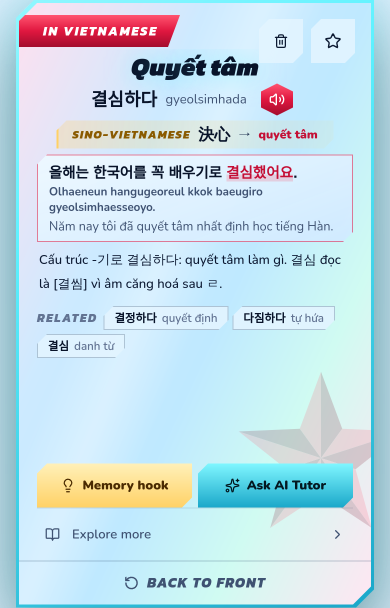 IN VIETNAMESE
Quyết tâm
결심하다 gyeolsimhada
SINO-VIETNAMESE 決心 → quyết tâm
올해는 한국어를 꼭 배우기로 결심했어요.
Olhaeneun hangugeoreul kkok baeugiro
gyeolsimhaesseoyo.
Năm nay tôi đã quyết tâm nhất định học tiếng Hàn.
Cấu trúc -기로 결심하다: quyết tâm làm gì. 결심 đọc
là [결씸] vì âm căng hoá sau ㄹ.
RELATED 결정하다 quyết định 다짐하다 tự hứa
결심 danh từ
Memory hook Ask AI Tutor
Explore more
BACK TO FRONT